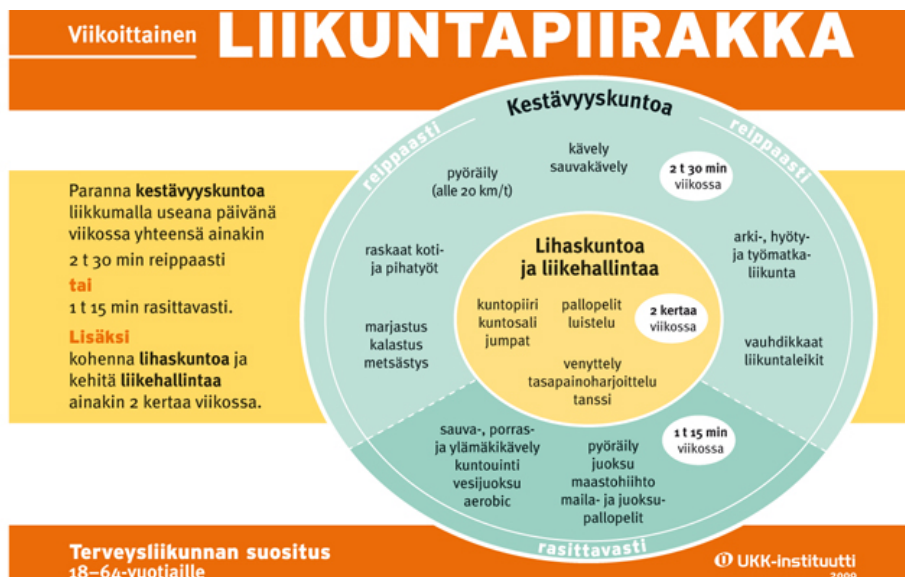 Viikoittainen LIIKUNTAPIIRAKKA
Paranna kestävyyskuntoa
liikkumalla useana päivänä
viikossa yhteensä ainakin
2 t 30 min reippaasti
tai
1 t 15 min rasittavasti.
Lisäksi
kohenna lihaskuntoa ja
kehitä liikehallintaa
ainakin 2 kertaa viikossa.
Kestävyyskuntoa
reippaasti
reippaasti
kävely
sauvakävely
2 t 30 min
viikossa
pyöräily
(alle 20 km/t)
raskaat koti-
ja pihatyöt
arki-, hyöty-
ja työmatka-
liikunta
marjastus
kalastus
metsästys
vauhdikkaat
liikuntaleikit
Lihaskuntoa
ja liikehallintaa
kuntopiiri
kuntosali
jumpat
pallopelit
luistelu
2 kertaa
viikossa
venyttely
tasapainoharjoittelu
tanssi
sauva-, porras-
ja ylämäkikävely
kuntouinti
vesijuoksu
aerobic
pyöräily
juoksu
maastohiihto
maila- ja juoksu-
pallopelit
1 t 15 min
viikossa
rasittavasti
Terveysliikunnan suositus
18–64-vuotiaille
UKK-instituutti
2009